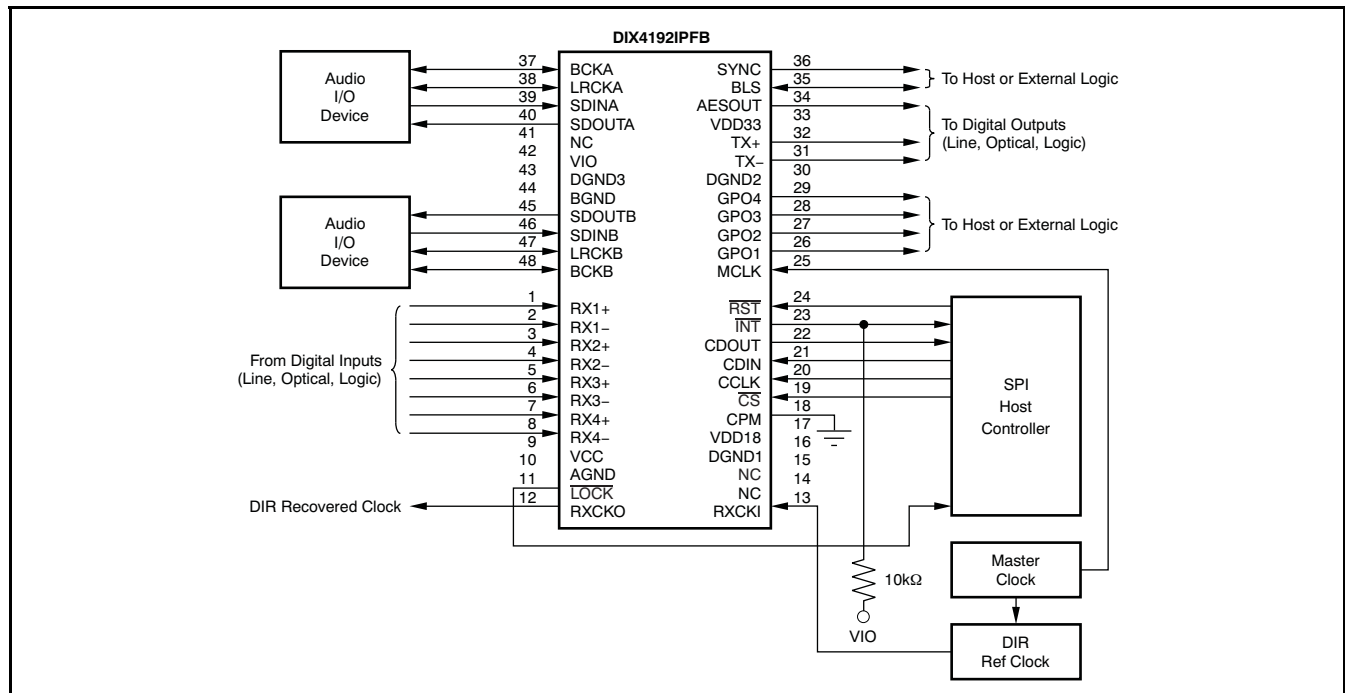 DIX4192IPFB
Audio
I/O
Device
37 BCKA
38 LRCKA
39 SDINA
40 SDOUTA
41 NC
42 VIO
43 DGND3
44 BGND
45 SDOUTB
46 SDINB
47 LRCKB
48 BCKB
Audio
I/O
Device
1 RX1+
2 RX1−
3 RX2+
4 RX2−
5 RX3+
6 RX3−
7 RX4+
8 RX4−
9 VCC
10 AGND
11 LOCK
12 RXCKO
From Digital Inputs
(Line, Optical, Logic)
DIR Recovered Clock
SYNC 36
BLS 35
AESOUT 34
VDD33 33
TX+ 32
TX− 31
DGND2 30
GPO4 29
GPO3 28
GPO2 27
GPO1 26
MCLK 25
RST 24
INT 23
CDOUT 22
CDIN 21
CCLK 20
CS 19
CPM 18
VDD18 17
DGND1 16
NC 15
NC 14
RXCKI 13
To Host or External Logic
To Digital Outputs
(Line, Optical, Logic)
To Host or External Logic
SPI
Host
Controller
10kΩ
VIO
Master
Clock
DIR
Ref Clock